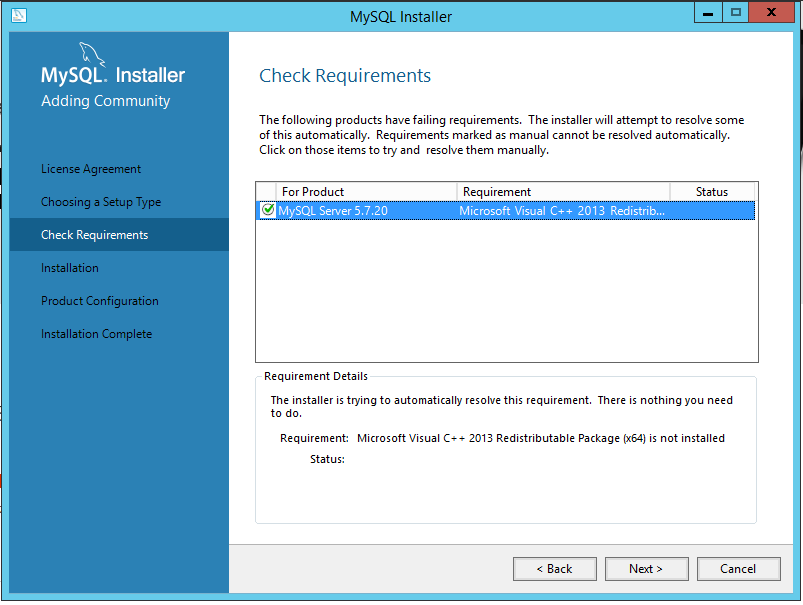 MySQL Installer
MySQL. Installer
Adding Community
License Agreement
Choosing a Setup Type
Check Requirements
Installation
Product Configuration
Installation Complete
Check Requirements
The following products have failing requirements. The installer will attempt to resolve some
of this automatically. Requirements marked as manual cannot be resolved automatically.
Click on those items to try and resolve them manually.
For Product Requirement Status
MySQL Server 5.7.20 Microsoft Visual C++ 2013 Redistrib...
Requirement Details
The installer is trying to automatically resolve this requirement. There is nothing you need
to do.
Requirement: Microsoft Visual C++ 2013 Redistributable Package (x64) is not installed
Status:
< Back Next > Cancel